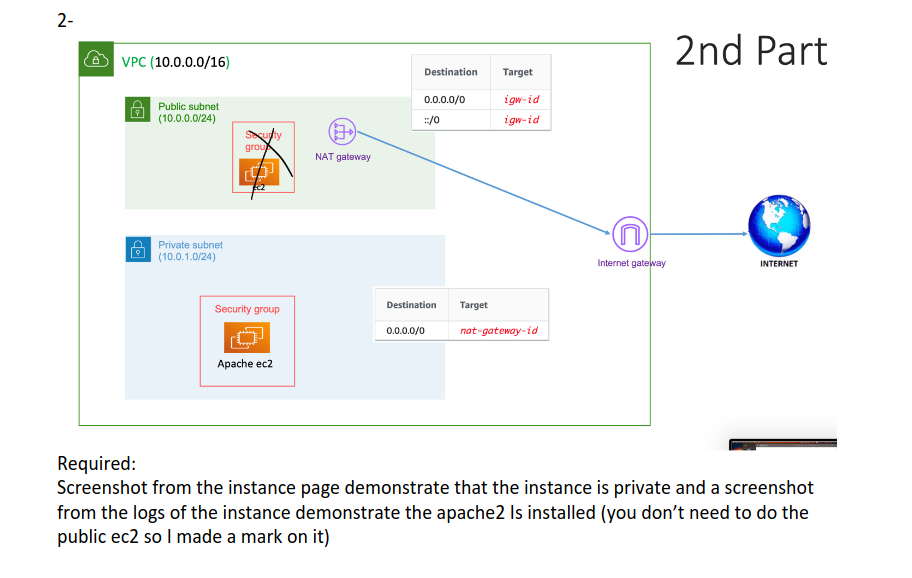 2-
2nd Part
VPC (10.0.0.0/16)
Destination Target
0.0.0.0/0 igw-id
::/0 igw-id
Public subnet
(10.0.0.0/24)
Security
group
ec2
NAT gateway
Internet gateway
INTERNET
Private subnet
(10.0.1.0/24)
Security group
Apache ec2
Destination Target
0.0.0.0/0 nat-gateway-id
Required:
Screenshot from the instance page demonstrate that the instance is private and a screenshot
from the logs of the instance demonstrate the apache2 Is installed (you don’t need to do the
public ec2 so I made a mark on it)